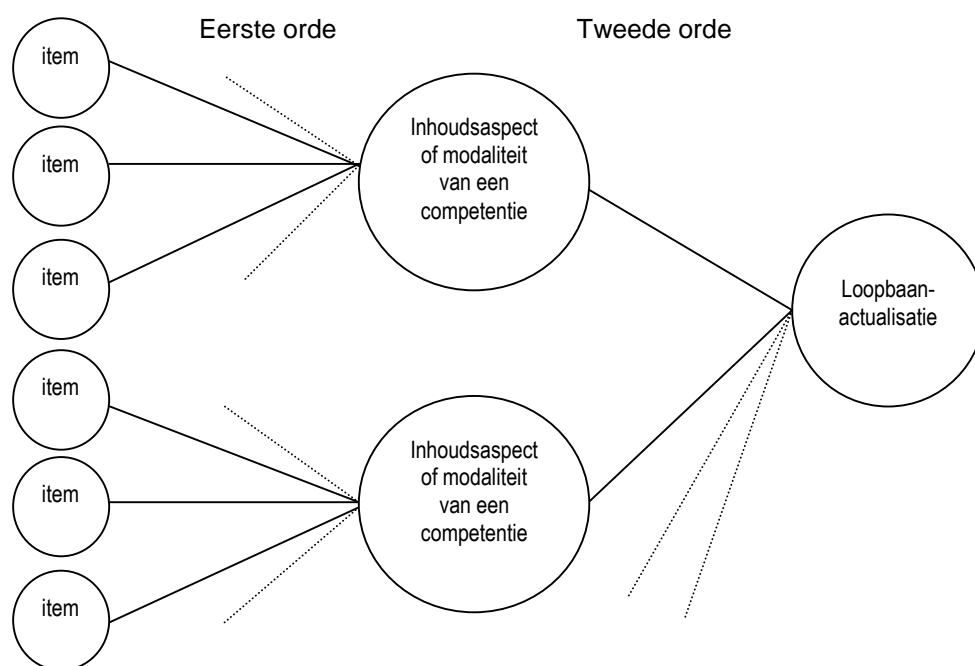 Eerste orde
Tweede orde
item
item
item
Inhoudsaspect
of modaliteit
van een
competentie
Loopbaan-
actualisatie
item
item
item
Inhoudsaspect
of modaliteit
van een
competentie